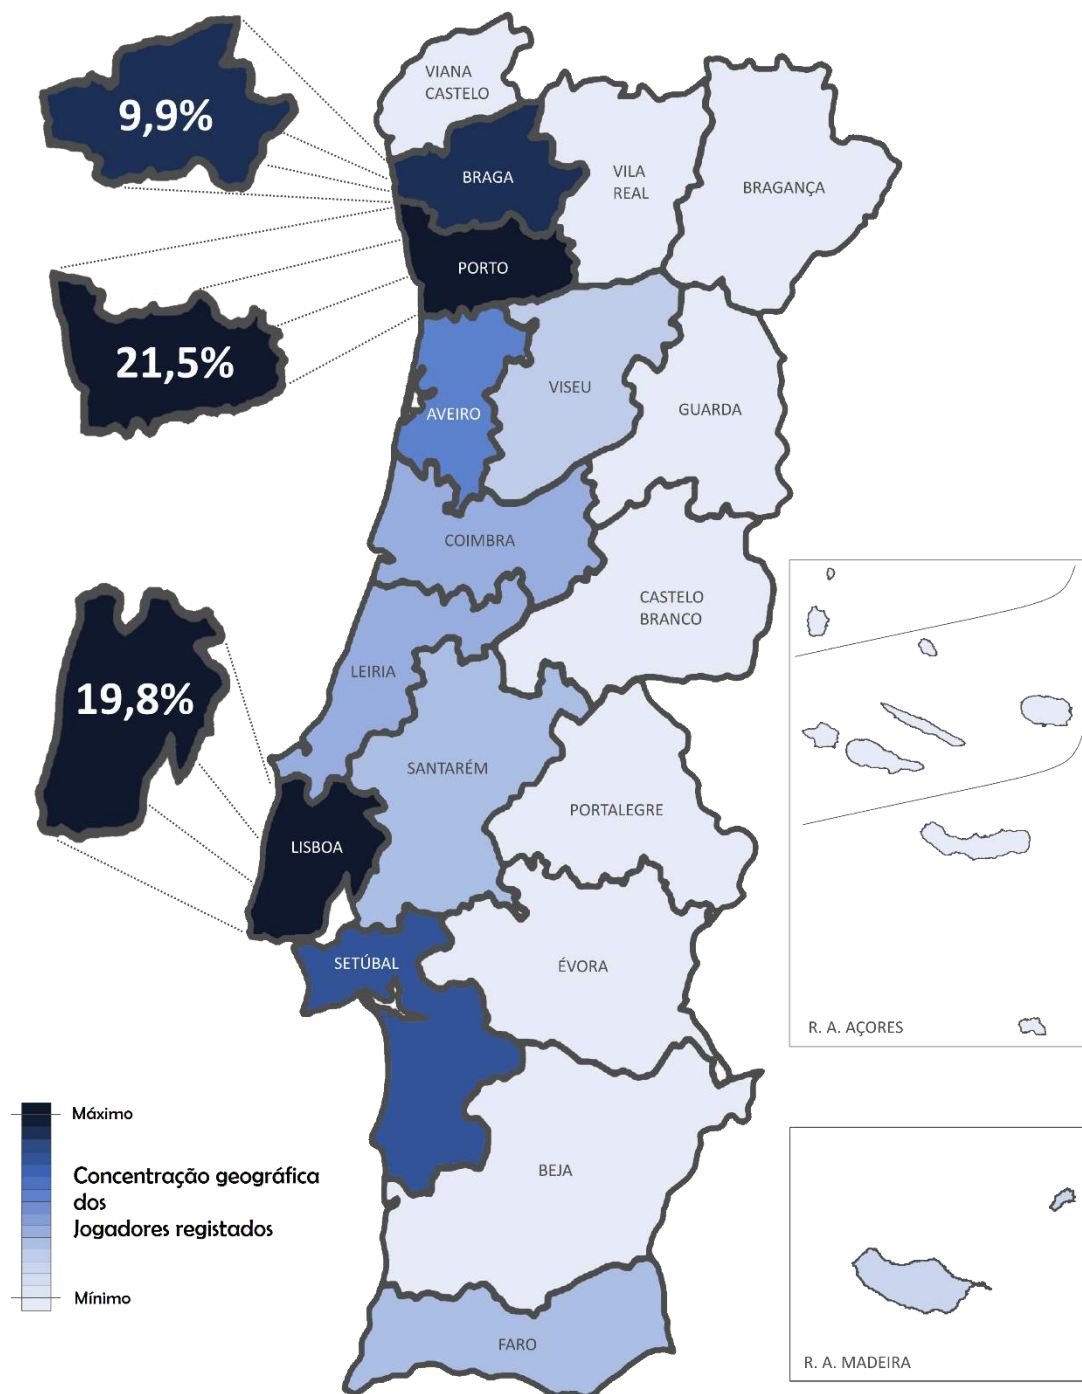 9,9%
VIANA
CASTELO
BRAGA
VILA
REAL
BRAGANÇA
PORTO
21,5%
AVEIRO
VISEU
GUARDA
COIMBRA
CASTELO
BRANCO
LEIRIA
19,8%
SANTARÉM
PORTALEGRE
LISBOA
SETÚBAL
ÉVORA
R. A. AÇORES
Máximo
Concentração geográfica
dos
Jogadores registados
Mínimo
BEJA
FARO
R. A. MADEIRA